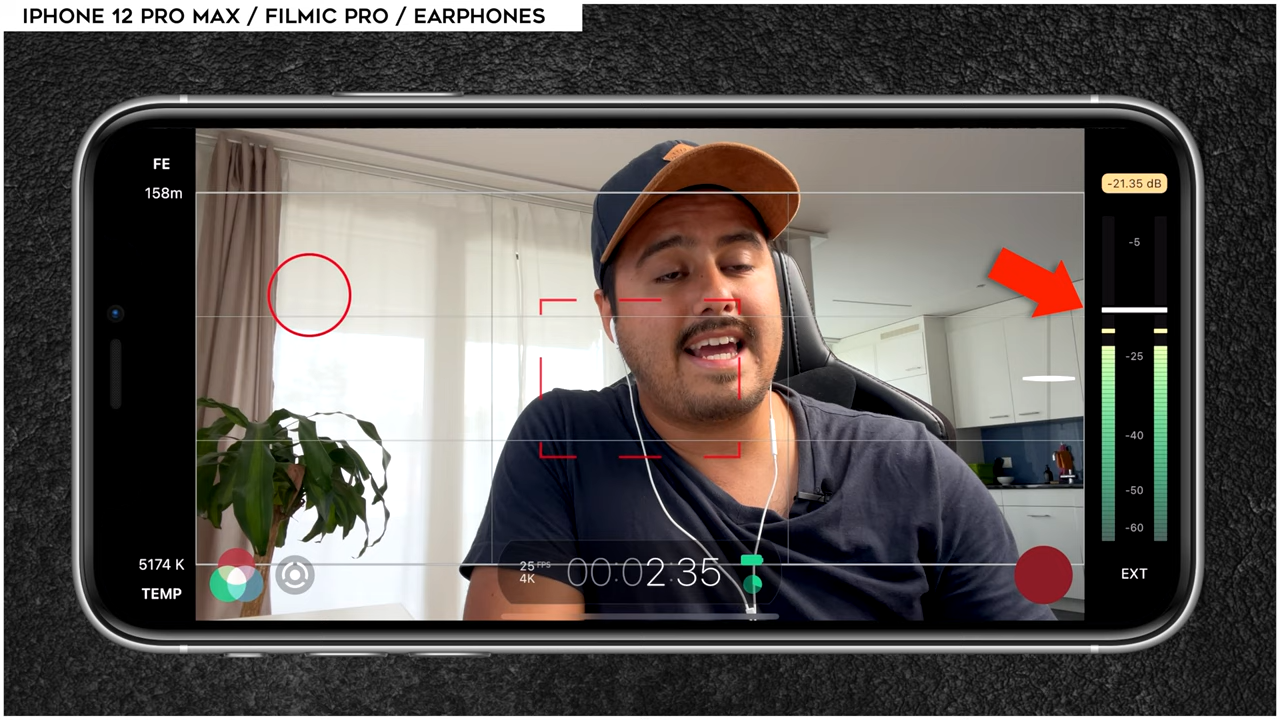 IPHONE 12 PRO MAX / FILMIC PRO / EARPHONES
FE
158m
-21.35 dB
-5
-25
-40
-50
-60
EXT
5174 K
TEMP
25 FPS
4K
00:02:35